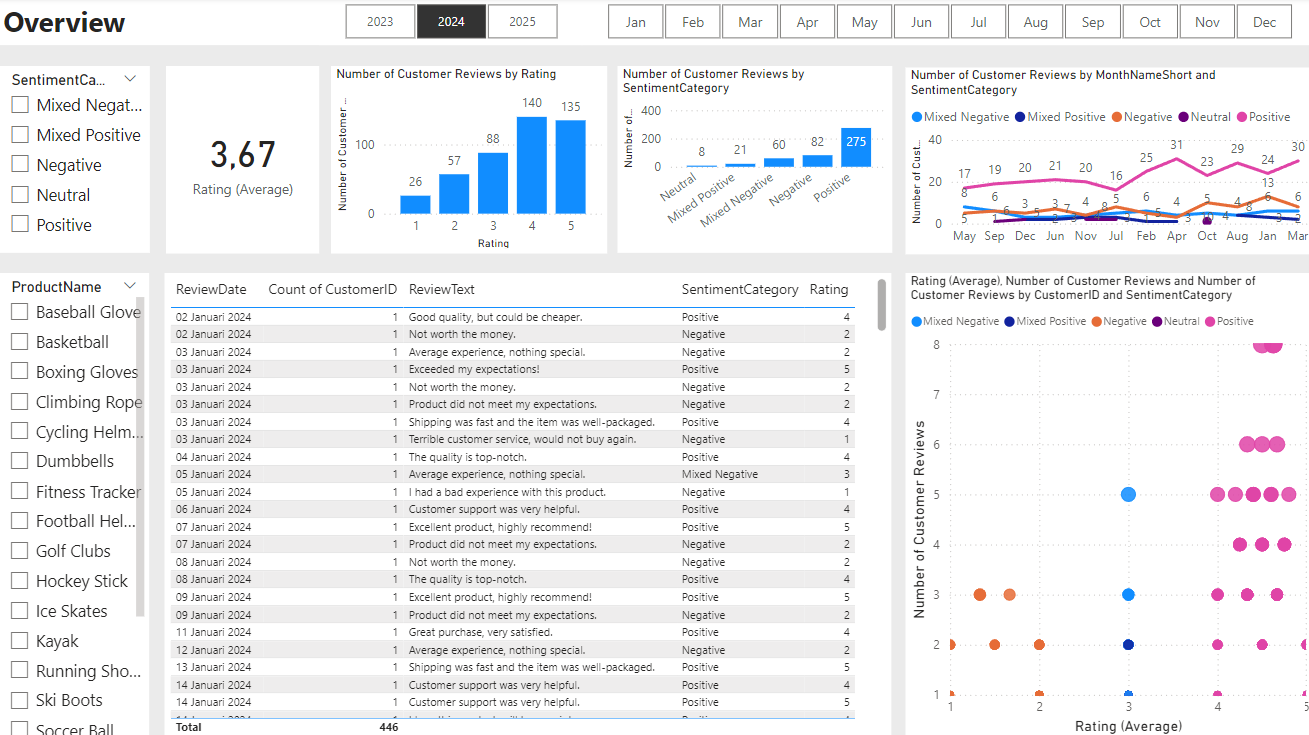 Overview
2023 2024 2025
Jan Feb Mar Apr May Jun Jul Aug Sep Oct Nov Dec
SentimentCa...
Mixed Negat...
Mixed Positive
Negative
Neutral
Positive
3,67
Rating (Average)
Number of Customer Reviews by Rating
Number of Customer ...
100
0
26 57 88 140 135
1 2 3 4 5
Rating
Number of Customer Reviews by
SentimentCategory
Number of...
400
200
0
8 21 60 82 275
Neutral
Mixed Positive
Mixed Negative
Negative
Positive
Number of Customer Reviews by MonthNameShort and
SentimentCategory
Mixed Negative Mixed Positive Negative Neutral Positive
Number of Cust...
40
20
0
17 19 20 21 20 16 25 31 23 29 24 30
May Sep Dec Jun Nov Jul Feb Apr Oct Aug Jan Mar
ProductName
Baseball Glove
Basketball
Boxing Gloves
Climbing Rope
Cycling Helm...
Dumbbells
Fitness Tracker
Football Hel...
Golf Clubs
Hockey Stick
Ice Skates
Kayak
Running Sho...
Ski Boots
Soccer Ball
ReviewDate Count of CustomerID ReviewText SentimentCategory Rating
02 Januari 2024 1 Good quality, but could be cheaper. Positive 4
02 Januari 2024 1 Not worth the money. Negative 2
03 Januari 2024 1 Average experience, nothing special. Negative 2
03 Januari 2024 1 Exceeded my expectations! Positive 5
03 Januari 2024 1 Not worth the money. Negative 2
03 Januari 2024 1 Product did not meet my expectations. Negative 2
03 Januari 2024 1 Shipping was fast and the item was well-packaged. Positive 4
03 Januari 2024 1 Terrible customer service, would not buy again. Negative 1
04 Januari 2024 1 The quality is top-notch. Positive 4
05 Januari 2024 1 Average experience, nothing special. Mixed Negative 3
05 Januari 2024 1 I had a bad experience with this product. Negative 1
06 Januari 2024 1 Customer support was very helpful. Positive 4
07 Januari 2024 1 Excellent product, highly recommend! Positive 5
07 Januari 2024 1 Product did not meet my expectations. Negative 2
08 Januari 2024 1 Not worth the money. Negative 2
08 Januari 2024 1 The quality is top-notch. Positive 4
09 Januari 2024 1 Excellent product, highly recommend! Positive 5
09 Januari 2024 1 Product did not meet my expectations. Negative 2
11 Januari 2024 1 Great purchase, very satisfied. Positive 4
12 Januari 2024 1 Average experience, nothing special. Negative 2
13 Januari 2024 1 Shipping was fast and the item was well-packaged. Positive 5
14 Januari 2024 1 Customer support was very helpful. Positive 4
14 Januari 2024 1 Customer support was very helpful. Positive 5
Total 446
Rating (Average), Number of Customer Reviews and Number of
Customer Reviews by CustomerID and SentimentCategory
Mixed Negative Mixed Positive Negative Neutral Positive
Number of Customer Reviews
8
7
6
5
4
3
2
1
1 2 3 4 5
Rating (Average)